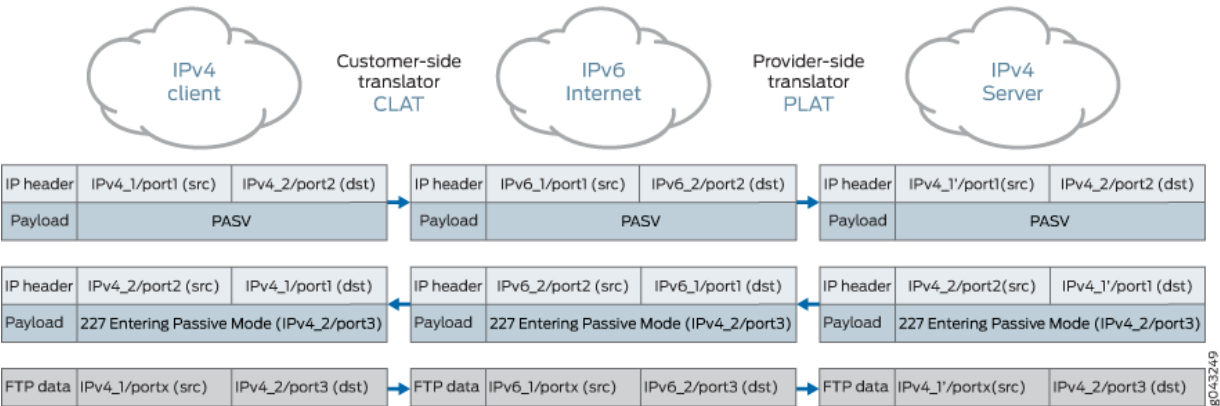 IPv4
client
Customer-side
translator
CLAT
IPv6
Internet
Provider-side
translator
PLAT
IPv4
Server
IP header IPv4_1/port1 (src) IPv4_2/port2 (dst) IP header IPv6_1/port1 (src) IPv6_2/port2 (dst) IP header IPv4_1'/port1(src) IPv4_2/port2 (dst)
Payload PASV Payload PASV Payload PASV
IP header IPv4_2/port2 (src) IPv4_1/port1 (dst) IP header IPv6_2/port2 (src) IPv6_1/port1 (dst) IP header IPv4_2/port2(src) IPv4_1'/port1 (dst)
Payload 227 Entering Passive Mode (IPv4_2/port3) Payload 227 Entering Passive Mode (IPv4_2/port3) Payload 227 Entering Passive Mode (IPv4_2/port3)
FTP data IPv4_1/portx (src) IPv4_2/port3 (dst) FTP data IPv6_1/portx (src) IPv6_2/port3 (dst) FTP data IPv4_1'/portx(src) IPv4_2/port3 (dst)
g043249